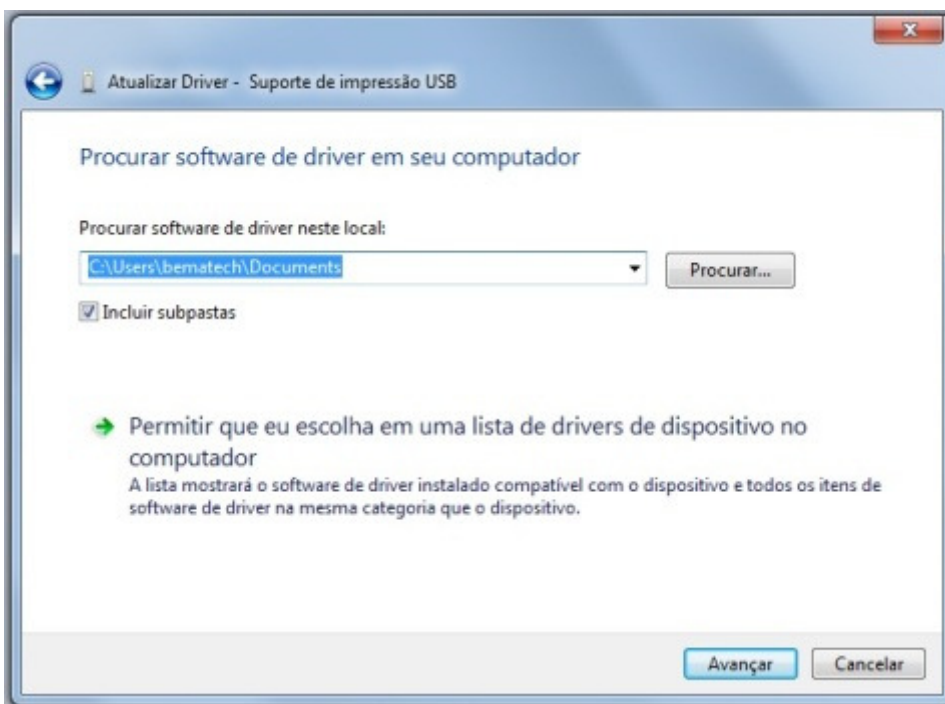 Atualizar Driver - Suporte de impressão USB
Procurar software de driver em seu computador
Procurar software de driver neste local:
C:\Users\bematech\Documents
Procurar...
Incluir subpastas
Permitir que eu escolha em uma lista de drivers de dispositivo no
computador
A lista mostrará o software de driver instalado compatível com o dispositivo e todos os itens de
software de driver na mesma categoria que o dispositivo.
Avançar
Cancelar